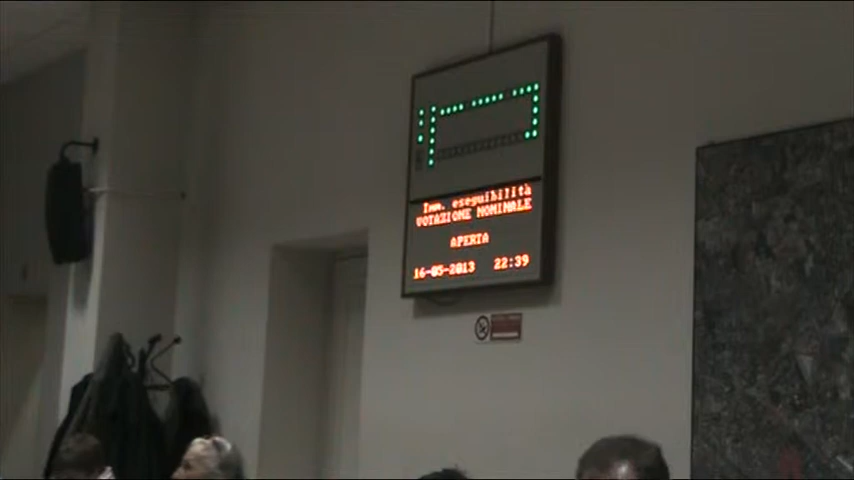 Imm. eseguibilità
VOTAZIONE NOMINALE
APERTA
16-05-2013 22:39